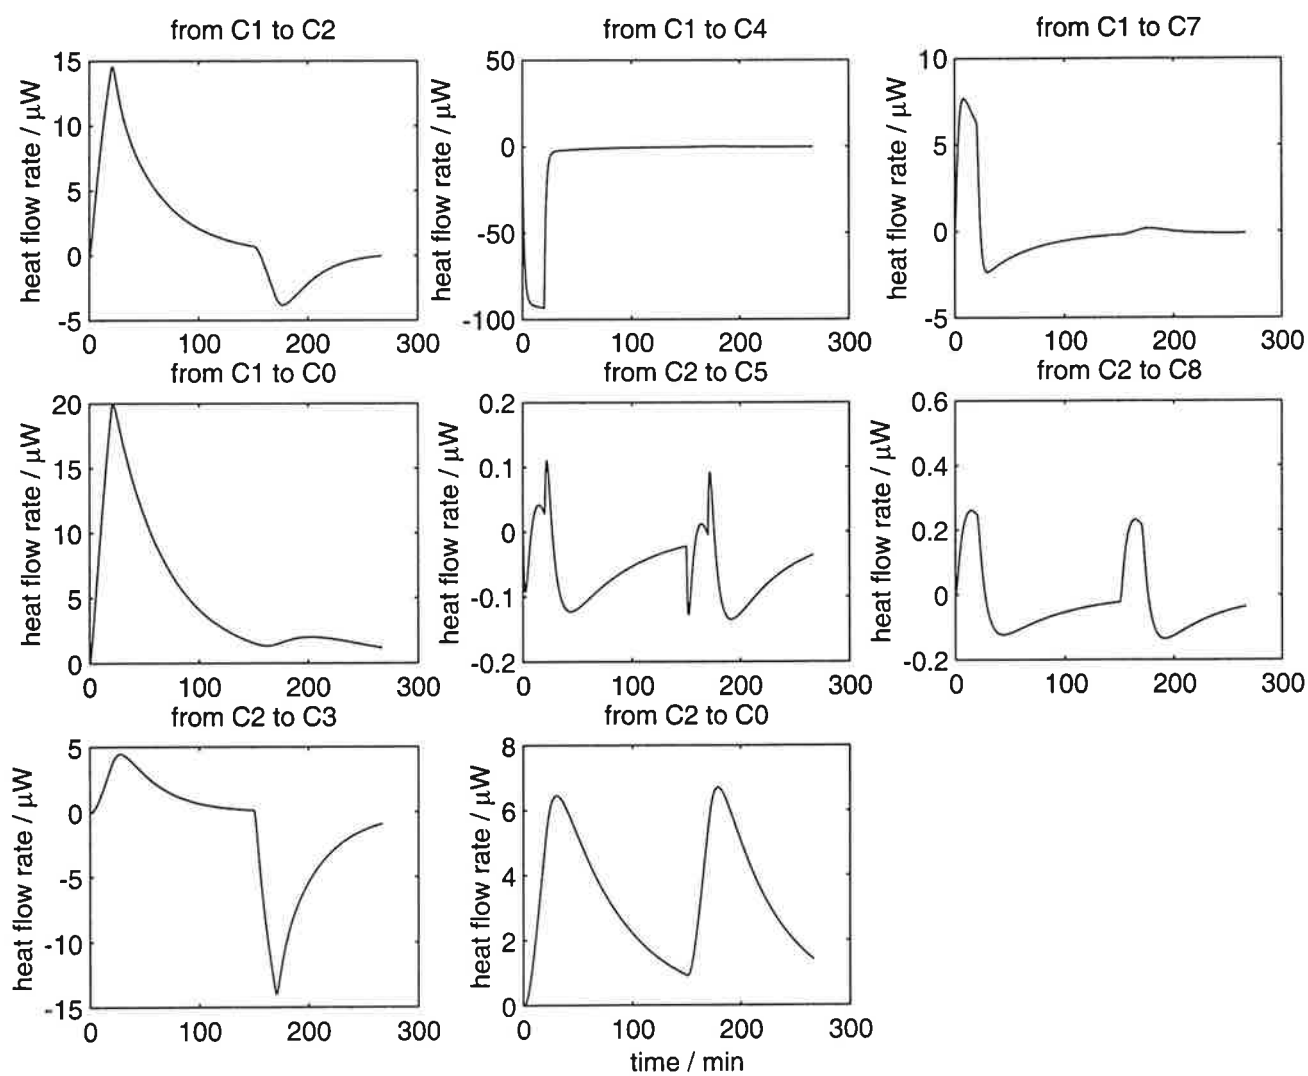 from C1 to C2
from C1 to C4
from C1 to C7
15
10
5
0
-5
heat flow rate / μW
0 100 200 300
50
0
-50
-100
heat flow rate / μW
0 100 200 300
10
5
0
-5
heat flow rate / μW
0 100 200 300
from C1 to C0
from C2 to C5
from C2 to C8
20
15
10
5
0
heat flow rate / μW
0 100 200 300
0.2
0.1
0
-0.1
-0.2
heat flow rate / μW
0 100 200 300
0.6
0.4
0.2
0
-0.2
heat flow rate / μW
0 100 200 300
from C2 to C3
from C2 to C0
5
0
-5
-10
-15
heat flow rate / μW
0 100 200 300
8
6
4
2
0
heat flow rate / μW
0 100 200 300
time / min